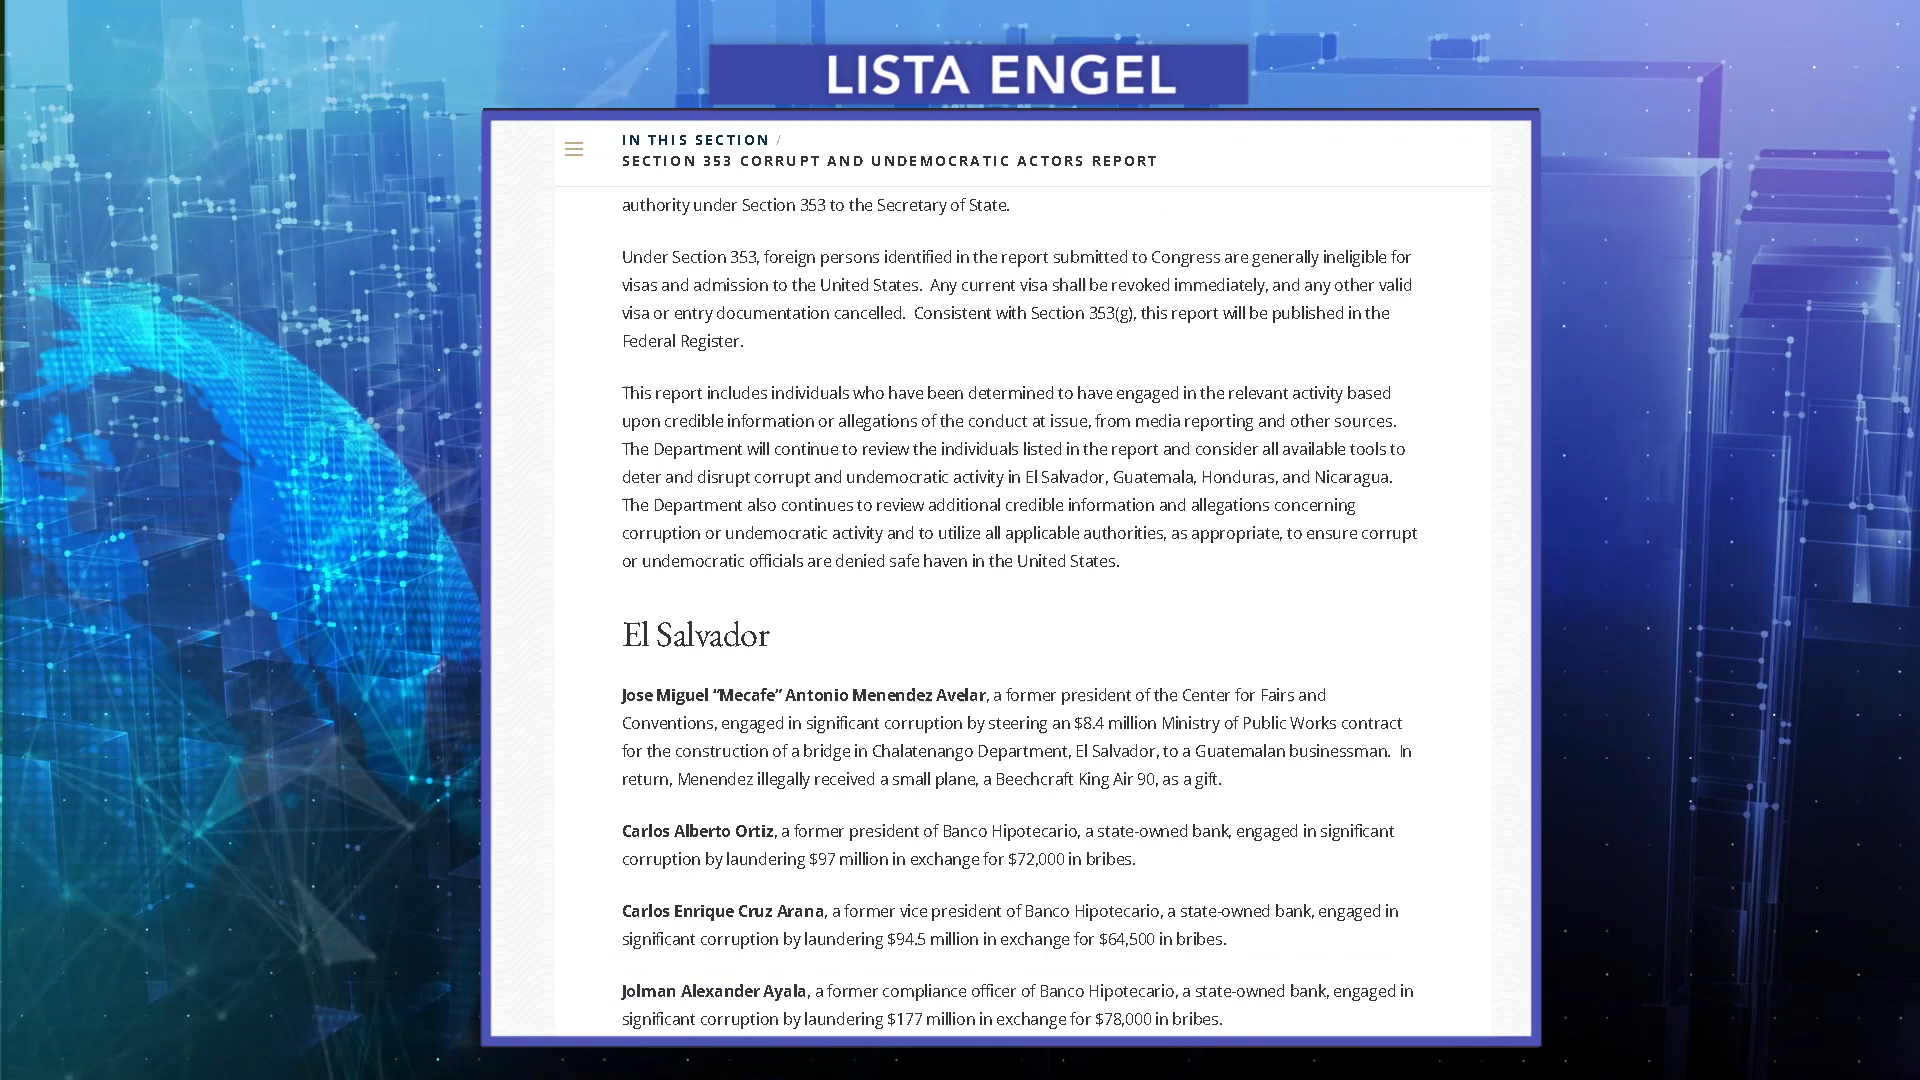 LISTA ENGEL
IN THIS SECTION /
SECTION 353 CORRUPT AND UNDEMOCRATIC ACTORS REPORT
authority under Section 353 to the Secretary of State.
Under Section 353, foreign persons identified in the report submitted to Congress are generally ineligible for
visas and admission to the United States.  Any current visa shall be revoked immediately, and any other valid
visa or entry documentation cancelled.  Consistent with Section 353(g), this report will be published in the
Federal Register.
This report includes individuals who have been determined to have engaged in the relevant activity based
upon credible information or allegations of the conduct at issue, from media reporting and other sources.
The Department will continue to review the individuals listed in the report and consider all available tools to
deter and disrupt corrupt and undemocratic activity in El Salvador, Guatemala, Honduras, and Nicaragua.
The Department also continues to review additional credible information and allegations concerning
corruption or undemocratic activity and to utilize all applicable authorities, as appropriate, to ensure corrupt
or undemocratic officials are denied safe haven in the United States.
El Salvador
Jose Miguel “Mecafe” Antonio Menendez Avelar, a former president of the Center for Fairs and
Conventions, engaged in significant corruption by steering an $8.4 million Ministry of Public Works contract
for the construction of a bridge in Chalatenango Department, El Salvador, to a Guatemalan businessman.  In
return, Menendez illegally received a small plane, a Beechcraft King Air 90, as a gift.
Carlos Alberto Ortiz, a former president of Banco Hipotecario, a state-owned bank, engaged in significant
corruption by laundering $97 million in exchange for $72,000 in bribes.
Carlos Enrique Cruz Arana, a former vice president of Banco Hipotecario, a state-owned bank, engaged in
significant corruption by laundering $94.5 million in exchange for $64,500 in bribes.
Jolman Alexander Ayala, a former compliance officer of Banco Hipotecario, a state-owned bank, engaged in
significant corruption by laundering $177 million in exchange for $78,000 in bribes.